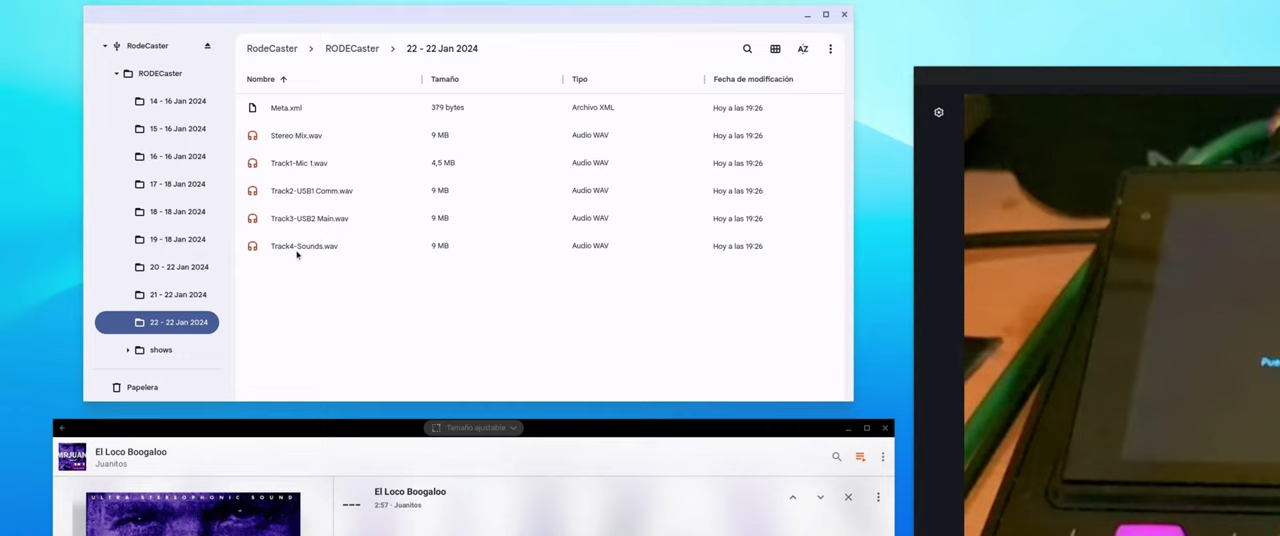 RodeCaster
RODECaster
14 - 16 Jan 2024
15 - 16 Jan 2024
16 - 16 Jan 2024
17 - 18 Jan 2024
18 - 18 Jan 2024
19 - 18 Jan 2024
20 - 22 Jan 2024
21 - 22 Jan 2024
22 - 22 Jan 2024
shows
Papelera
RodeCaster > RODECaster > 22 - 22 Jan 2024
AZ
Nombre Tamaño Tipo Fecha de modificación
Meta.xml 379 bytes Archivo XML Hoy a las 19:26
Stereo Mix.wav 9 MB Audio WAV Hoy a las 19:26
Track1-Mic 1.wav 4,5 MB Audio WAV Hoy a las 19:26
Track2-USB1 Comm.wav 9 MB Audio WAV Hoy a las 19:26
Track3-USB2 Main.wav 9 MB Audio WAV Hoy a las 19:26
Track4-Sounds.wav 9 MB Audio WAV Hoy a las 19:26
Tamaño ajustable
El Loco Boogaloo
Juanitos
ULTRA STEREOPHONIC SOUND
El Loco Boogaloo
2:57 · Juanitos